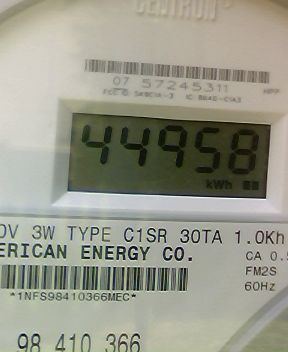 CENTRON
07 57245311
44958
kWh
0V 3W TYPE C1SR 30TA 1.0Kh
ERICAN ENERGY CO.
CA 0.5
FM2S
*1NFS98410366MEC*
60Hz
98 410 366